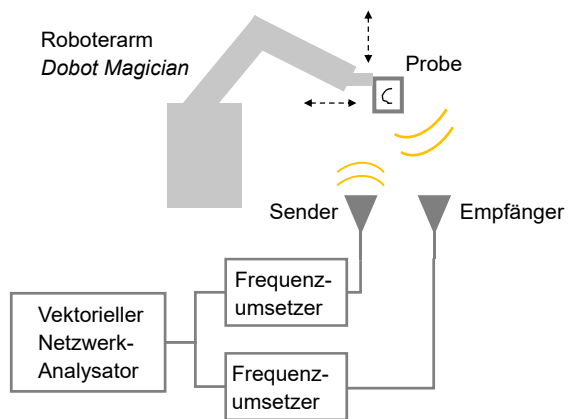 Roboterarm
Dobot Magician
Probe
Sender
Empfänger
Frequenz-
umsetzer
Vektorieller
Netzwerk-
Analysator
Frequenz-
umsetzer